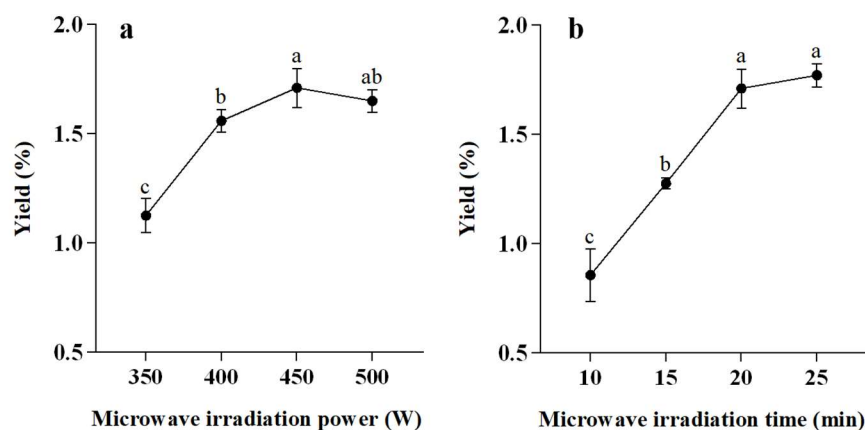 a
Yield (%)
2.0
1.5
1.0
0.5
c
b
a
ab
350 400 450 500
Microwave irradiation power (W)
b
Yield (%)
2.0
1.5
1.0
0.5
c
b
a
a
10 15 20 25
Microwave irradiation time (min)